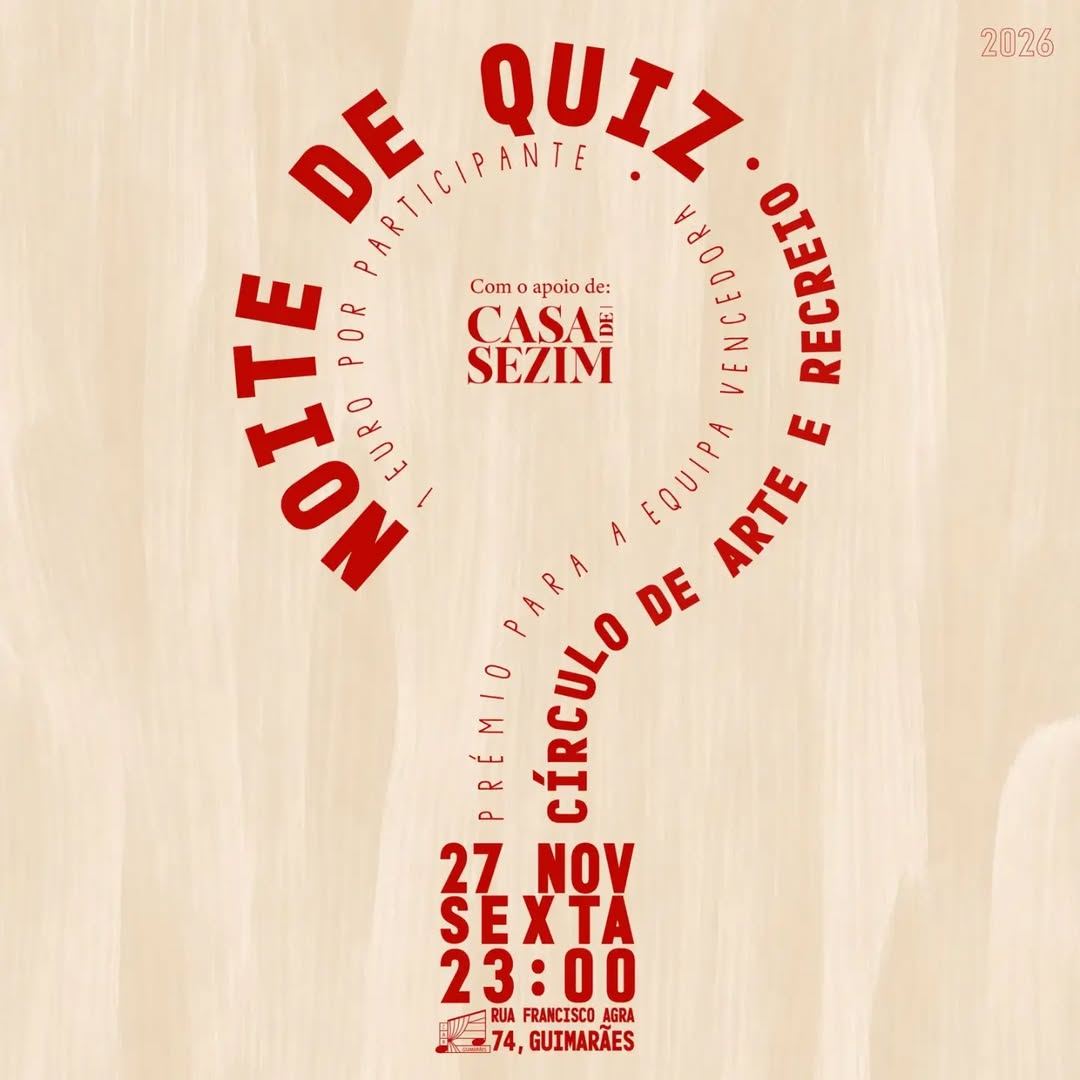 2026
NOITE DE QUIZ ·
1 EURO POR PARTICIPANTE ·
PRÉMIO PARA A EQUIPA VENCEDORA
CÍRCULO DE ARTE E RECREIO
Com o apoio de:
CASA DE
SEZIM
27 NOV
SEXTA
23:00
RUA FRANCISCO AGRA
74, GUIMARÃES
GUIMARÃES